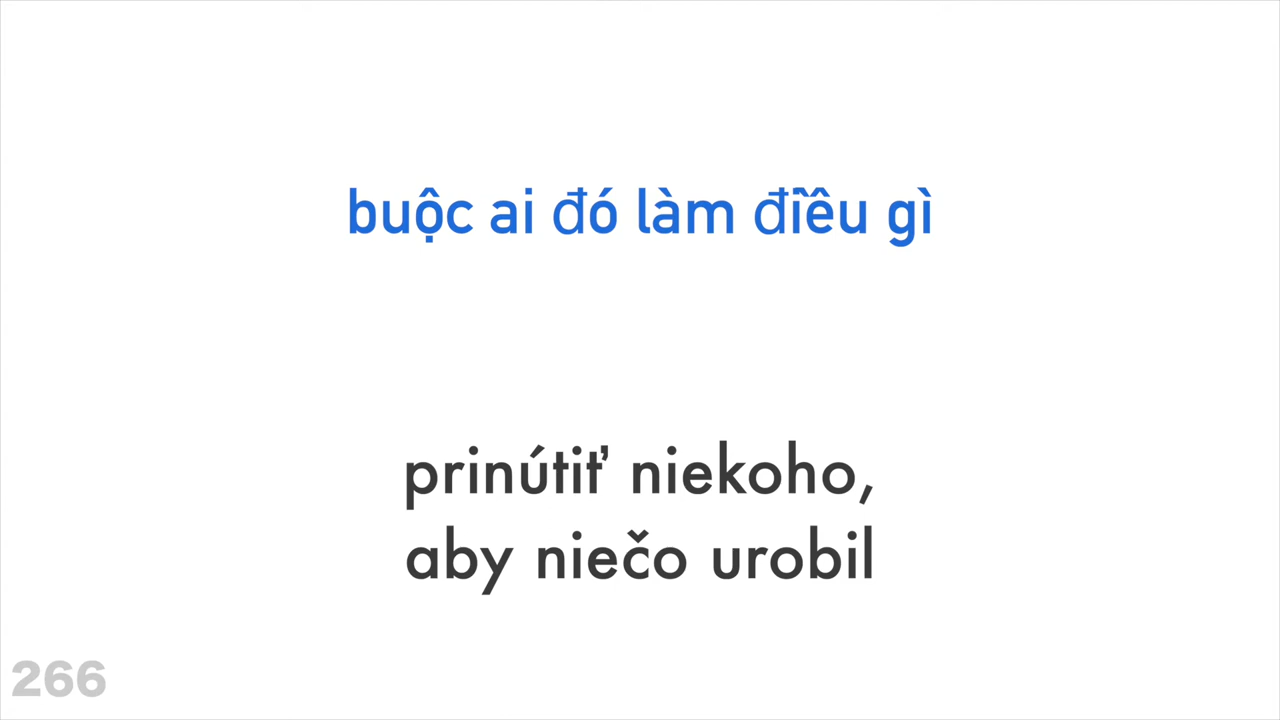 buộc ai đó làm điều gì
prinútiť niekoho,
aby niečo urobil
266